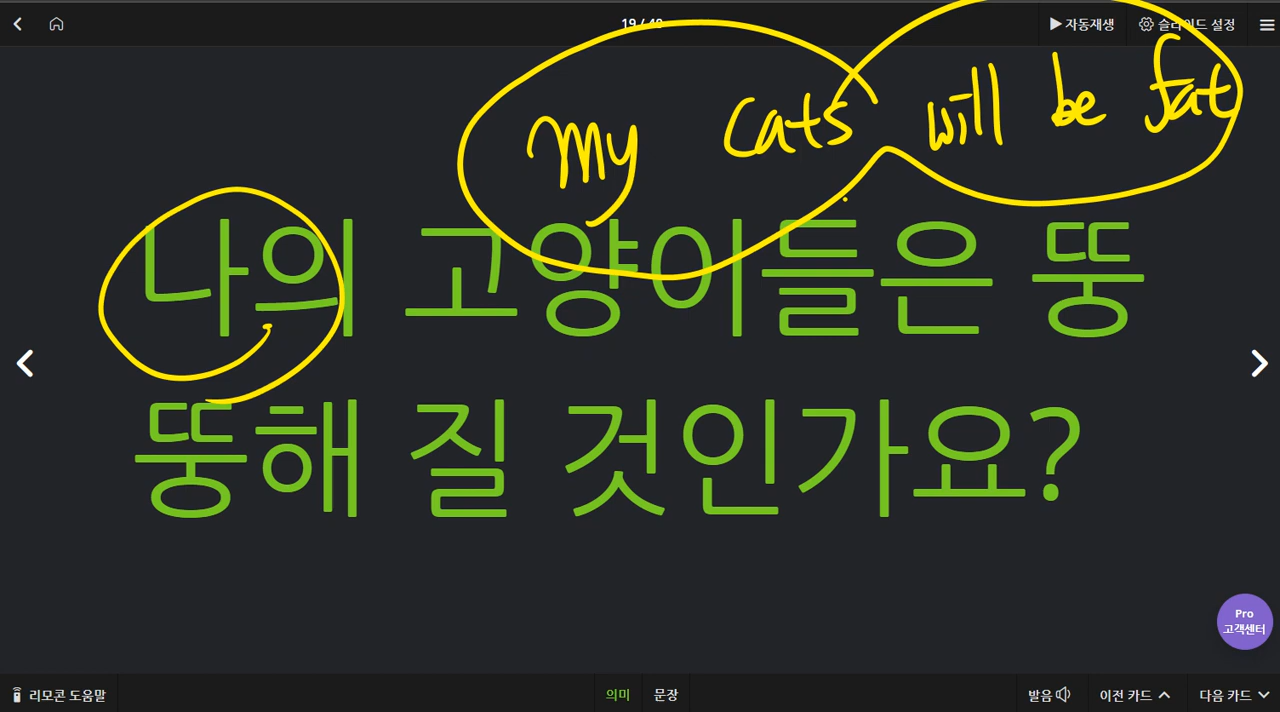 19 / 40
자동재생
슬라이드 설정
My cats will be fat
나의 고양이들은 뚱
뚱해 질 것인가요?
Pro
고객센터
리모콘 도움말
의미
문장
발음
이전 카드
다음 카드